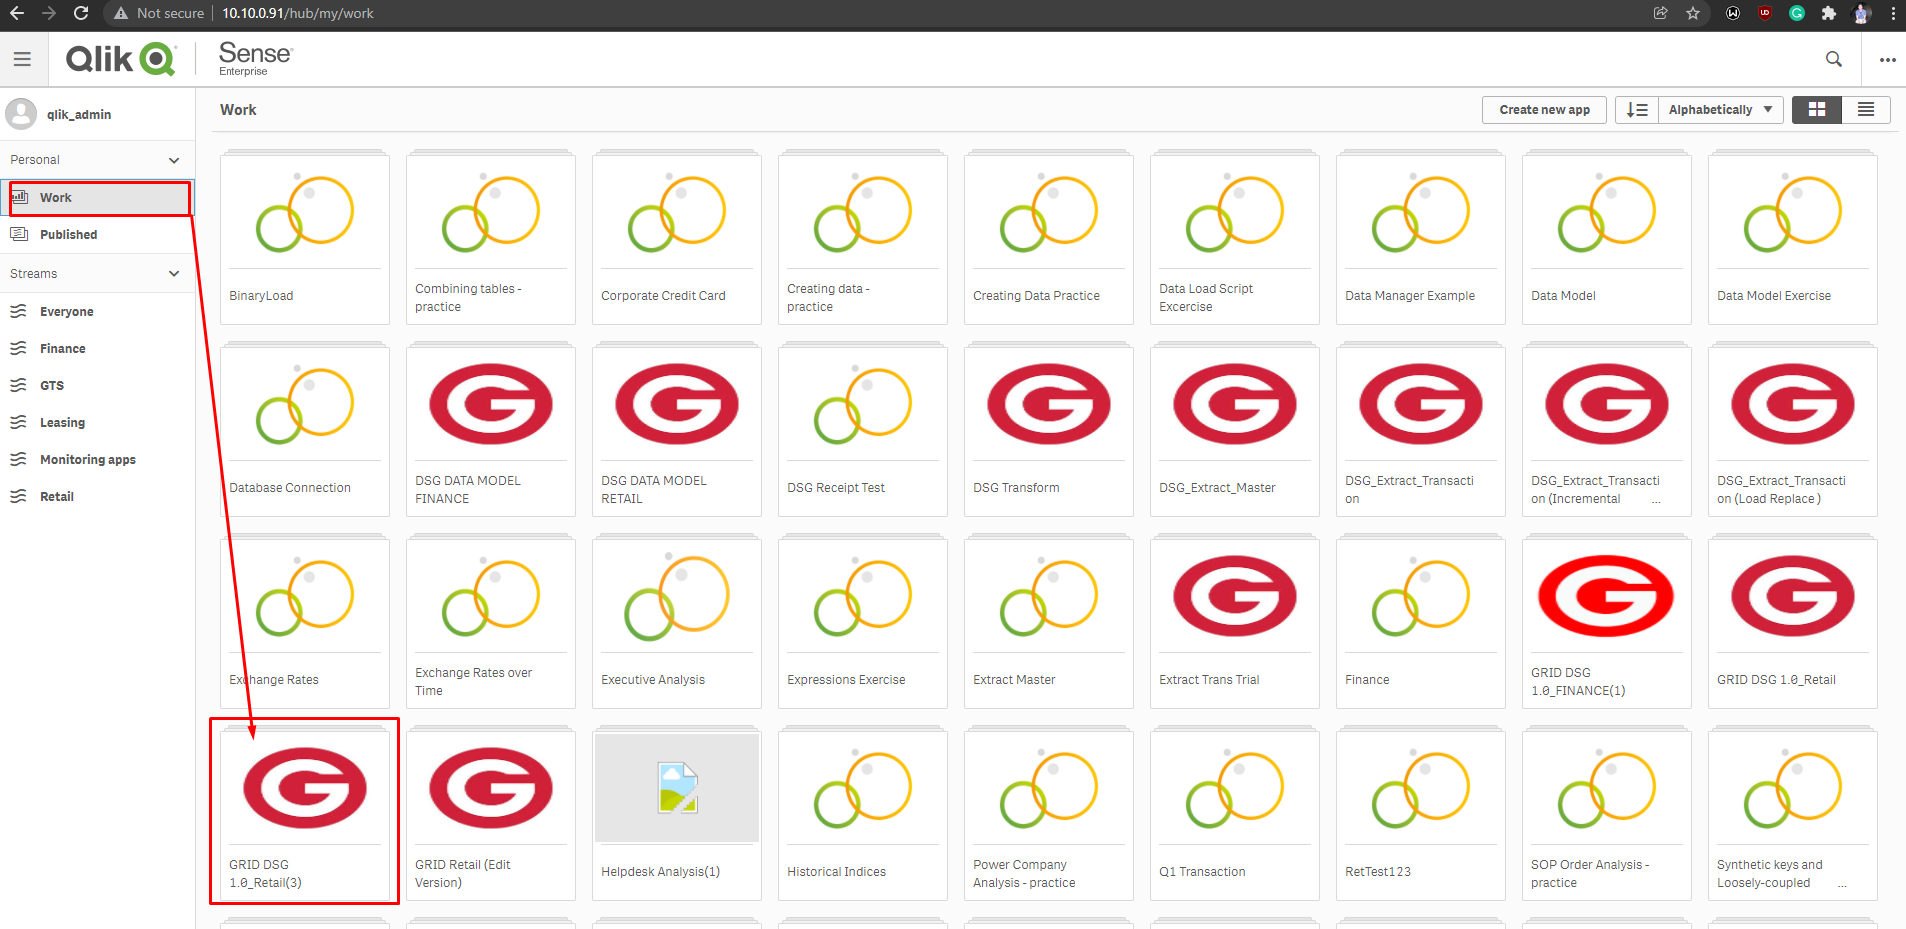 Not secure
10.10.0.91/hub/my/work
Qlik
Sense
Enterprise
qlik_admin
Personal
Work
Published
Streams
Everyone
Finance
GTS
Leasing
Monitoring apps
Retail
Work
Create new app
Alphabetically
BinaryLoad
Combining tables -
practice
Corporate Credit Card
Creating data -
practice
Creating Data Practice
Data Load Script
Excercise
Data Manager Example
Data Model
Data Model Exercise
Database Connection
DSG DATA MODEL
FINANCE
DSG DATA MODEL
RETAIL
DSG Receipt Test
DSG Transform
DSG_Extract_Master
DSG_Extract_Transacti
on
DSG_Extract_Transacti
on (Incremental ...
DSG_Extract_Transacti
on (Load Replace)
Exchange Rates
Exchange Rates over
Time
Executive Analysis
Expressions Exercise
Extract Master
Extract Trans Trial
Finance
GRID DSG
1.0_FINANCE(1)
GRID DSG 1.0_Retail
GRID DSG
1.0_Retail(3)
GRID Retail (Edit
Version)
Helpdesk Analysis(1)
Historical Indices
Power Company
Analysis - practice
Q1 Transaction
RetTest123
SOP Order Analysis -
practice
Synthetic keys and
Loosely-coupled ...